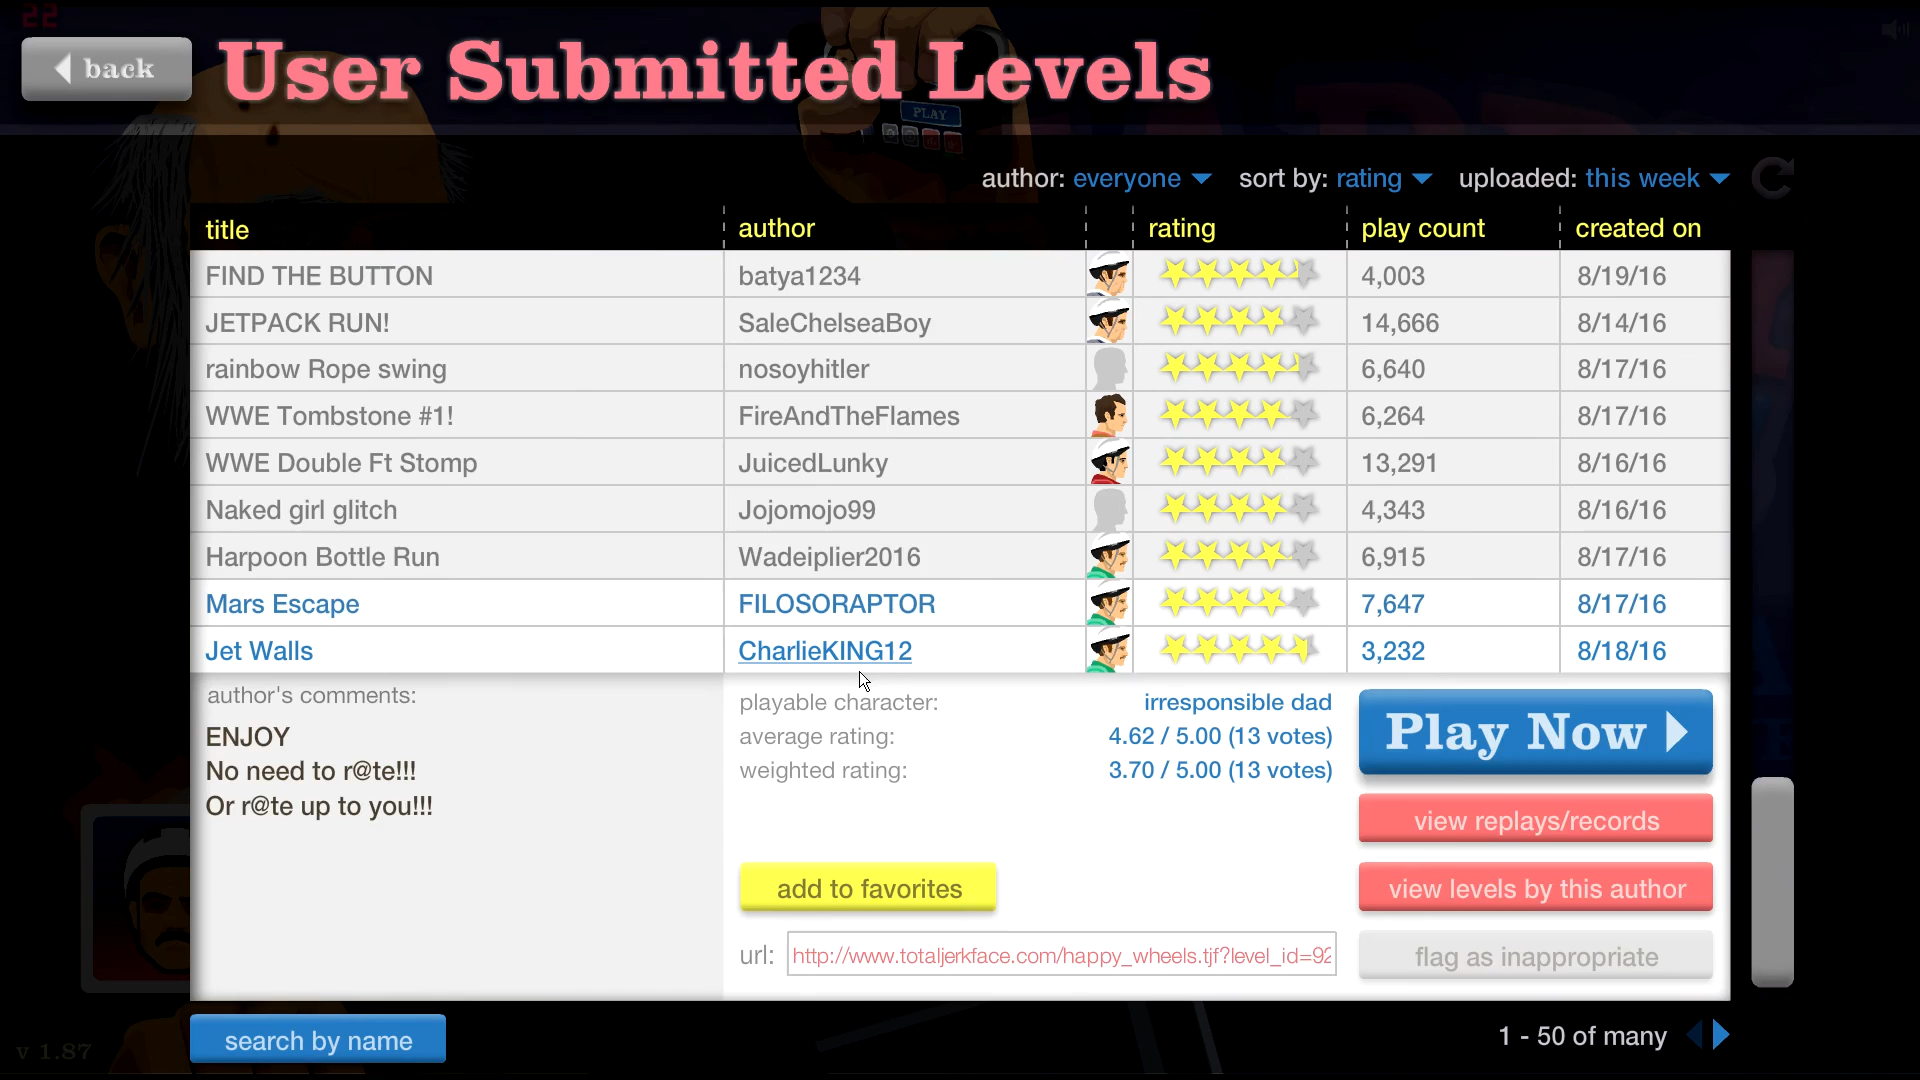 22
back
User Submitted Levels
PLAY
author: everyone sort by: rating uploaded: this week
title author rating play count created on
FIND THE BUTTON batya1234 4,003 8/19/16
JETPACK RUN! SaleChelseaBoy 14,666 8/14/16
rainbow Rope swing nosoyhitler 6,640 8/17/16
WWE Tombstone #1! FireAndTheFlames 6,264 8/17/16
WWE Double Ft Stomp JuicedLunky 13,291 8/16/16
Naked girl glitch Jojomojo99 4,343 8/16/16
Harpoon Bottle Run Wadeiplier2016 6,915 8/17/16
Mars Escape FILOSORAPTOR 7,647 8/17/16
Jet Walls CharlieKING12 3,232 8/18/16
author's comments:
ENJOY
No need to r@te!!!
Or r@te up to you!!!
playable character: irresponsible dad
average rating: 4.62 / 5.00 (13 votes)
weighted rating: 3.70 / 5.00 (13 votes)
add to favorites
url: http://www.totaljerkface.com/happy_wheels.tjf?level_id=92
Play Now
view replays/records
view levels by this author
flag as inappropriate
search by name
1 - 50 of many
v 1.87